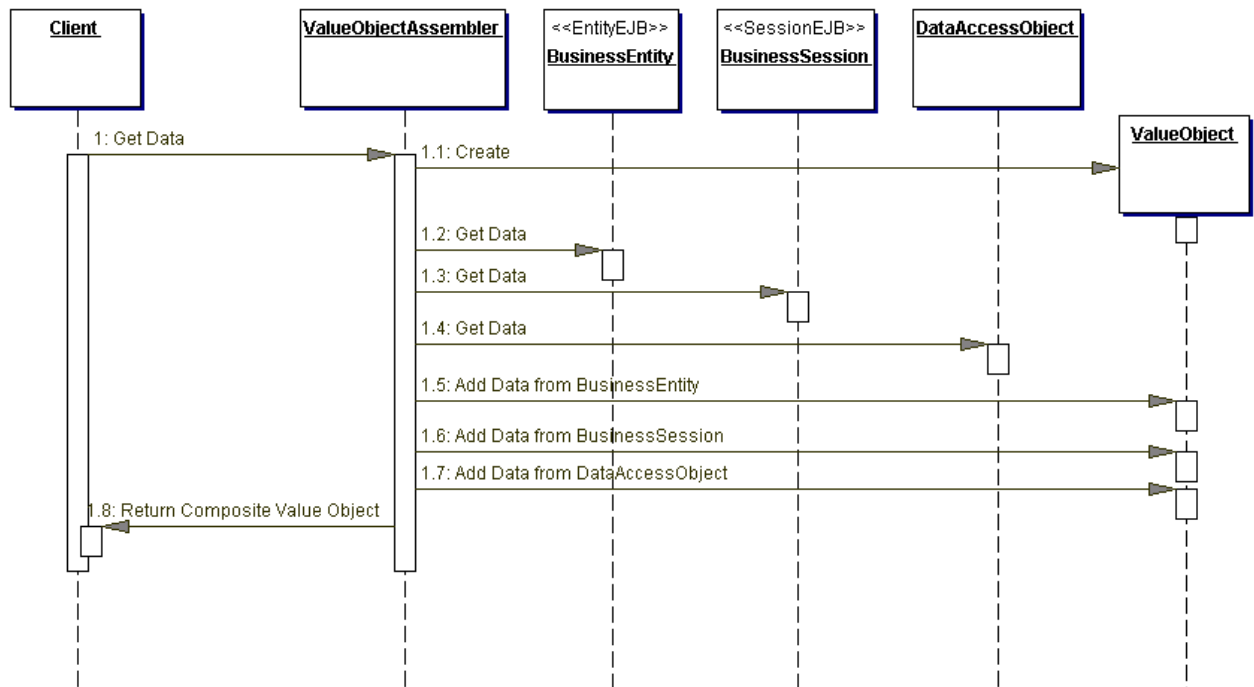 Client
ValueObjectAssembler
<<EntityEJB>>
BusinessEntity
<<SessionEJB>>
BusinessSession
DataAccessObject
ValueObject
1: Get Data
1.1: Create
1.2: Get Data
1.3: Get Data
1.4: Get Data
1.5: Add Data from BusinessEntity
1.6: Add Data from BusinessSession
1.7: Add Data from DataAccessObject
1.8: Return Composite Value Object